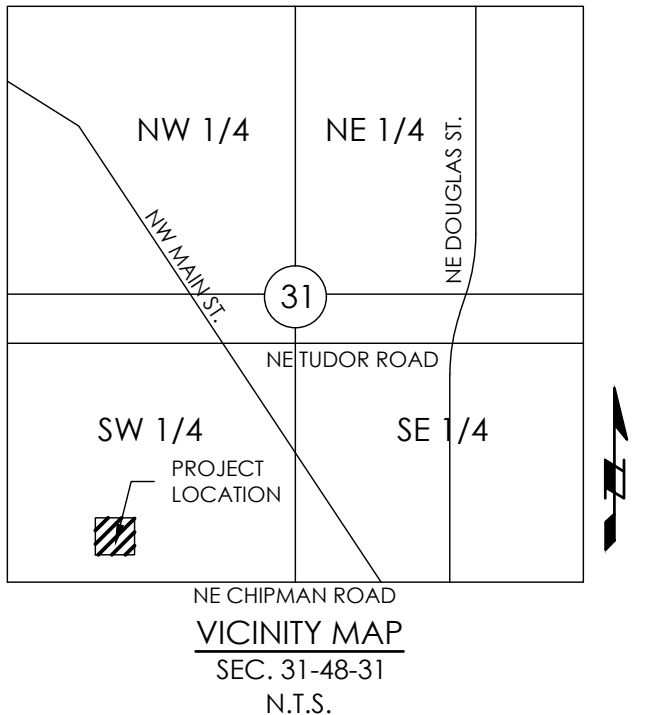 NW 1/4
NE 1/4
NE DOUGLAS ST.
NW MAIN ST.
31
NE TUDOR ROAD
SW 1/4
SE 1/4
PROJECT
LOCATION
NE CHIPMAN ROAD
VICINITY MAP
SEC. 31-48-31
N.T.S.